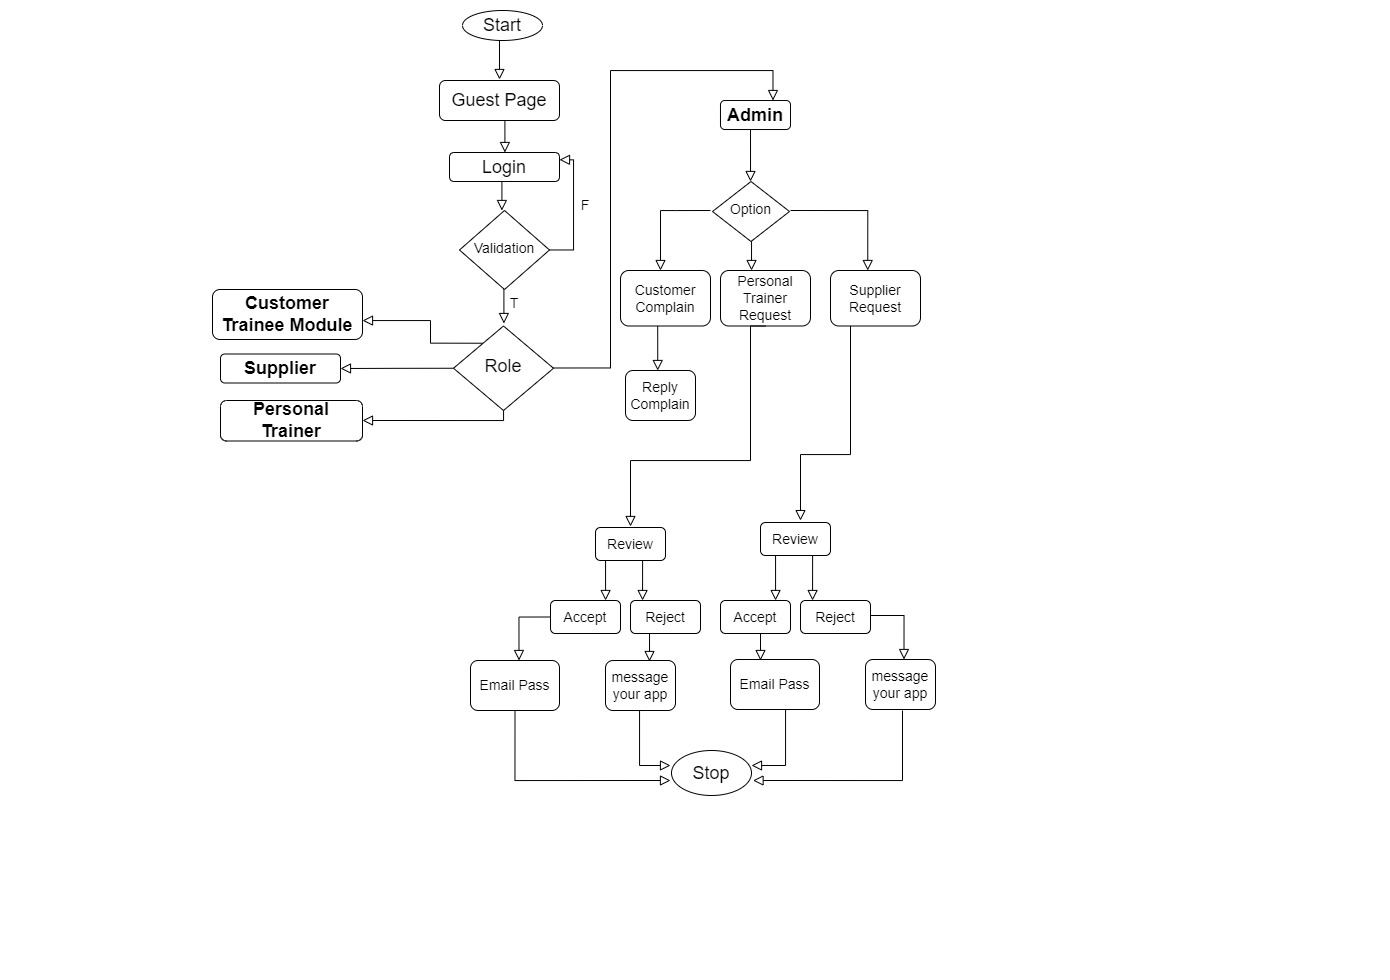 Start
Guest Page
Login
F
Validation
T
Role
Customer
Trainee Module
Supplier
Personal
Trainer
Admin
Option
Customer
Complain
Personal
Trainer
Request
Supplier
Request
Reply
Complain
Review
Review
Accept
Reject
Accept
Reject
Email Pass
message
your app
Email Pass
message
your app
Stop